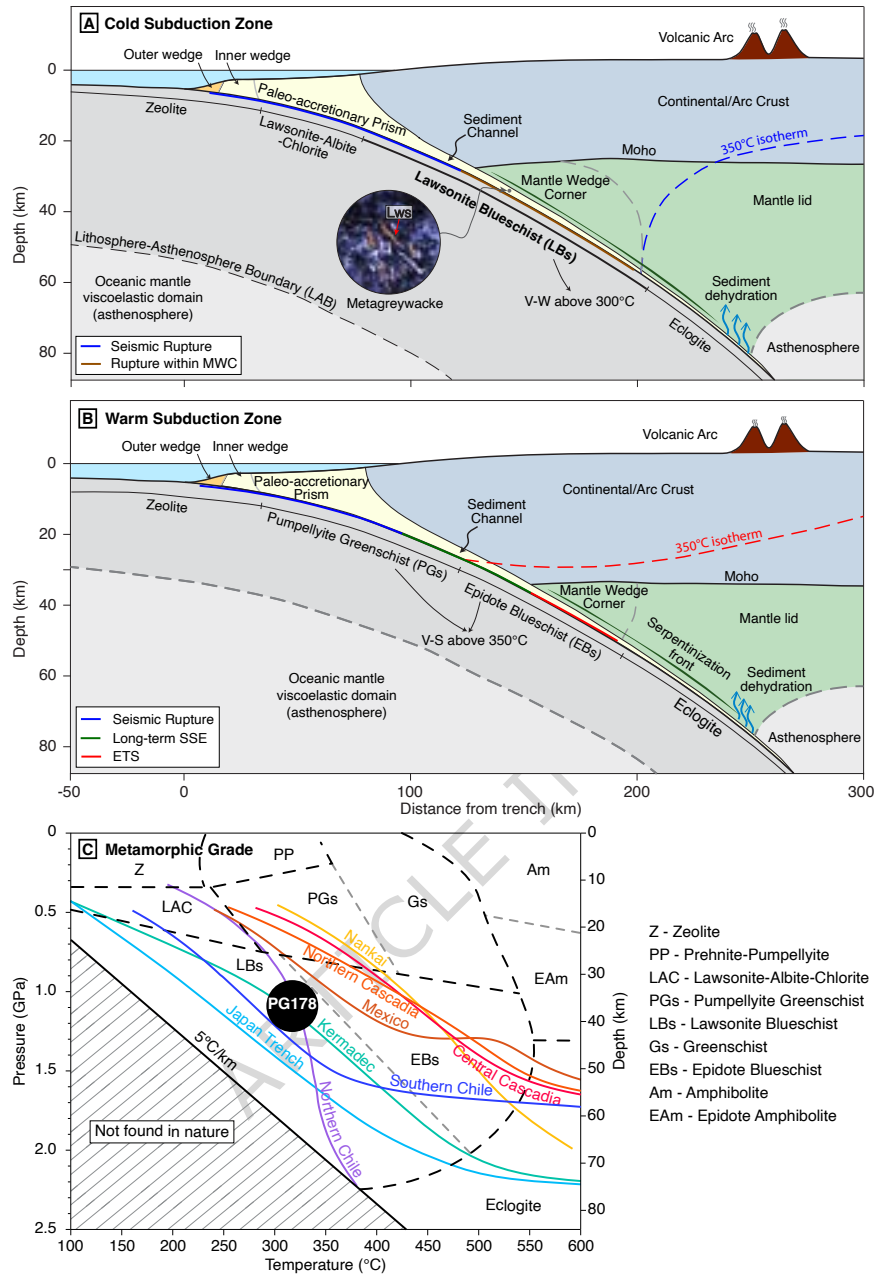 A Cold Subduction Zone
Volcanic Arc
Outer wedge
Inner wedge
0
20
40
60
80
Depth (km)
Zeolite
Paleo-accretionary Prism
Lawsonite-Albite
-Chlorite
Sediment
Channel
Continental/Arc Crust
350°C isotherm
Moho
Mantle Wedge
Corner
Mantle lid
Lws
Metagreywacke
Lawsonite Blueschist (LBs)
V-W above 300°C
Lithosphere-Asthenosphere Boundary (LAB)
Oceanic mantle
viscoelastic domain
(asthenosphere)
Sediment
dehydration
Eclogite
Asthenosphere
Seismic Rupture
Rupture within MWC
B Warm Subduction Zone
Volcanic Arc
Outer wedge
Inner wedge
0
20
40
60
80
Depth (km)
Paleo-accretionary
Prism
Zeolite
Sediment
Channel
Continental/Arc Crust
350°C isotherm
Pumpellyite Greenschist (PGs)
Moho
Mantle Wedge
Corner
Mantle lid
Epidote Blueschist (EBs)
V-S above 350°C
Serpentinization
front
Sediment
dehydration
Oceanic mantle
viscoelastic domain
(asthenosphere)
Eclogite
Asthenosphere
Seismic Rupture
Long-term SSE
ETS
-50 0 100 200 300
Distance from trench (km)
C Metamorphic Grade
0
0.5
1.0
1.5
2.0
2.5
Pressure (GPa)
0
10
20
30
40
50
60
70
80
Depth (km)
Z
PP
Am
LAC
PGs
Gs
Nankai
LBs
Northern Cascadia
EAm
PG178
Mexico
5°C/km
Japan Trench
Kermadec
EBs
Central Cascadia
Southern Chile
Northern Chile
Not found in nature
Eclogite
100 150 200 250 300 350 400 450 500 550 600
Temperature (°C)
Z - Zeolite
PP - Prehnite-Pumpellyite
LAC - Lawsonite-Albite-Chlorite
PGs - Pumpellyite Greenschist
LBs - Lawsonite Blueschist
Gs - Greenschist
EBs - Epidote Blueschist
Am - Amphibolite
EAm - Epidote Amphibolite
ARTICLE I